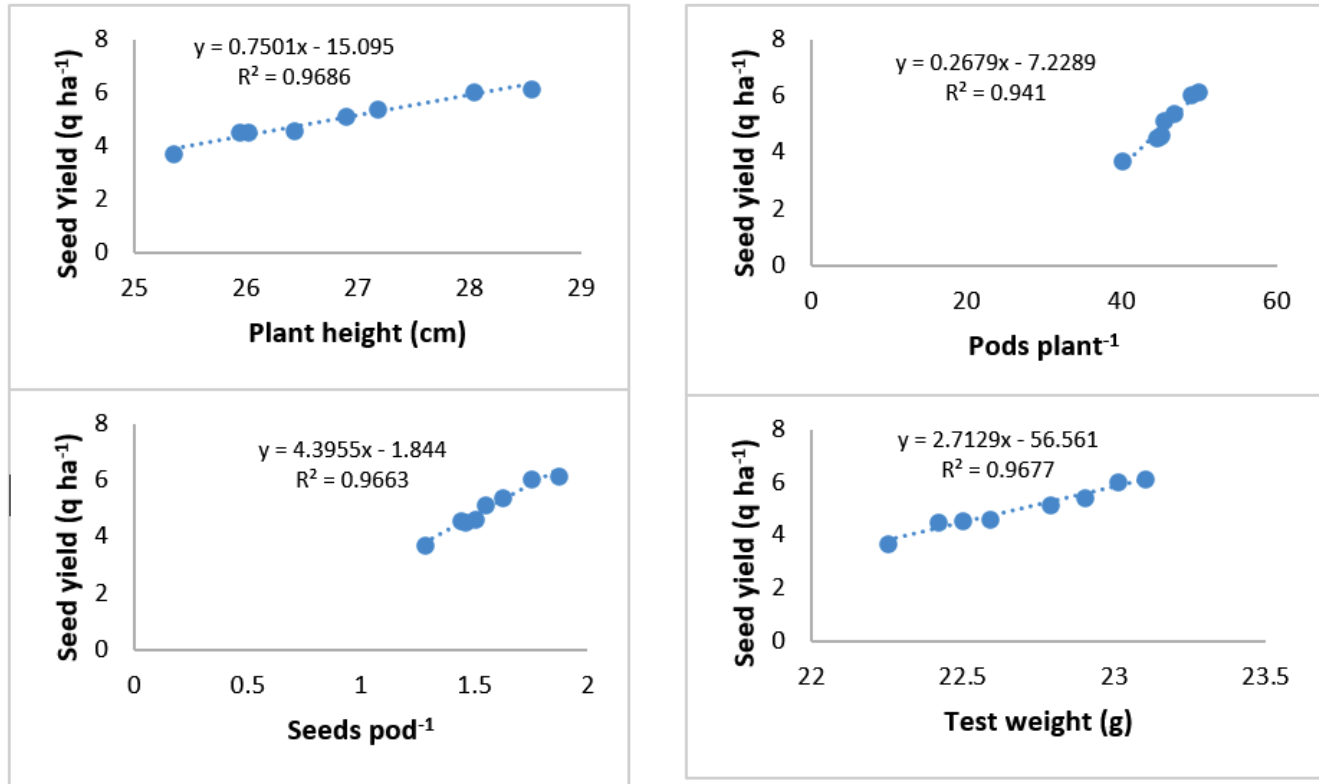 y = 0.7501x - 15.095
R² = 0.9686
Seed Yield (q ha⁻¹)
8
6
4
2
0
25 26 27 28 29
Plant height (cm)
y = 0.2679x - 7.2289
R² = 0.941
Seed yield (q ha⁻¹)
8
6
4
2
0
0 20 40 60
Pods plant⁻¹
y = 4.3955x - 1.844
R² = 0.9663
Seed yield (q ha⁻¹)
8
6
4
2
0
0 0.5 1 1.5 2
Seeds pod⁻¹
y = 2.7129x - 56.561
R² = 0.9677
Seed yield (q ha⁻¹)
8
6
4
2
0
22 22.5 23 23.5
Test weight (g)